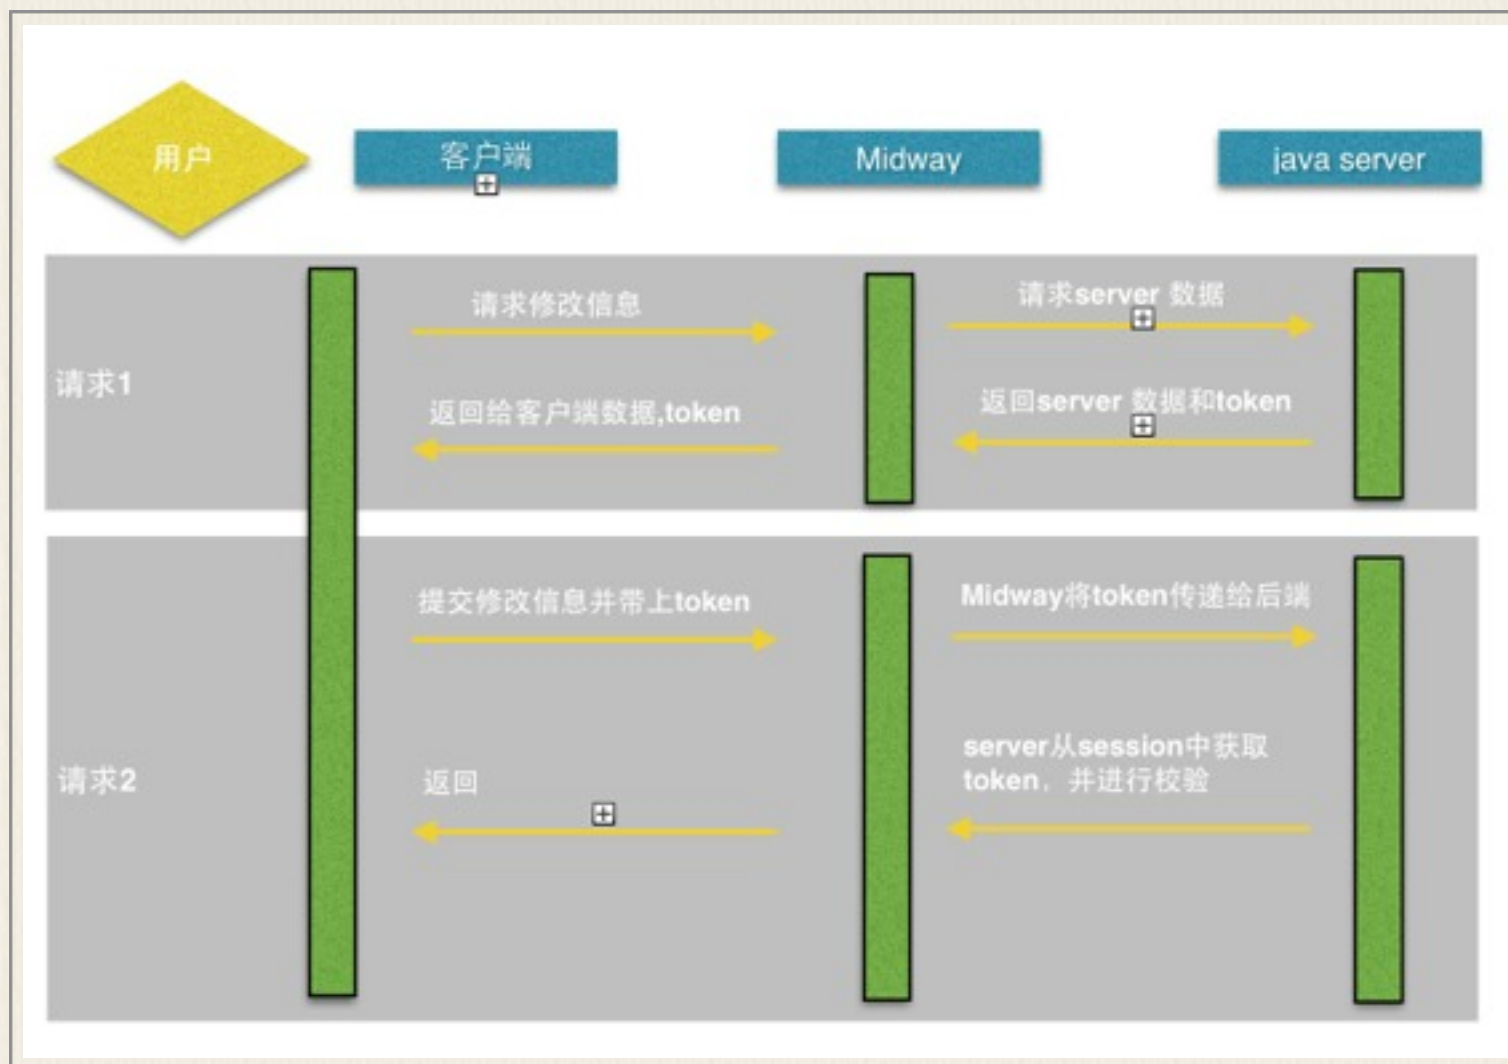 用户
客户端
Midway
java server
请求1
请求修改信息
请求server 数据
返回给客户端数据,token
返回server 数据和token
请求2
提交修改信息并带上token
Midway将token传递给后端
返回
server从session中获取
token，并进行校验